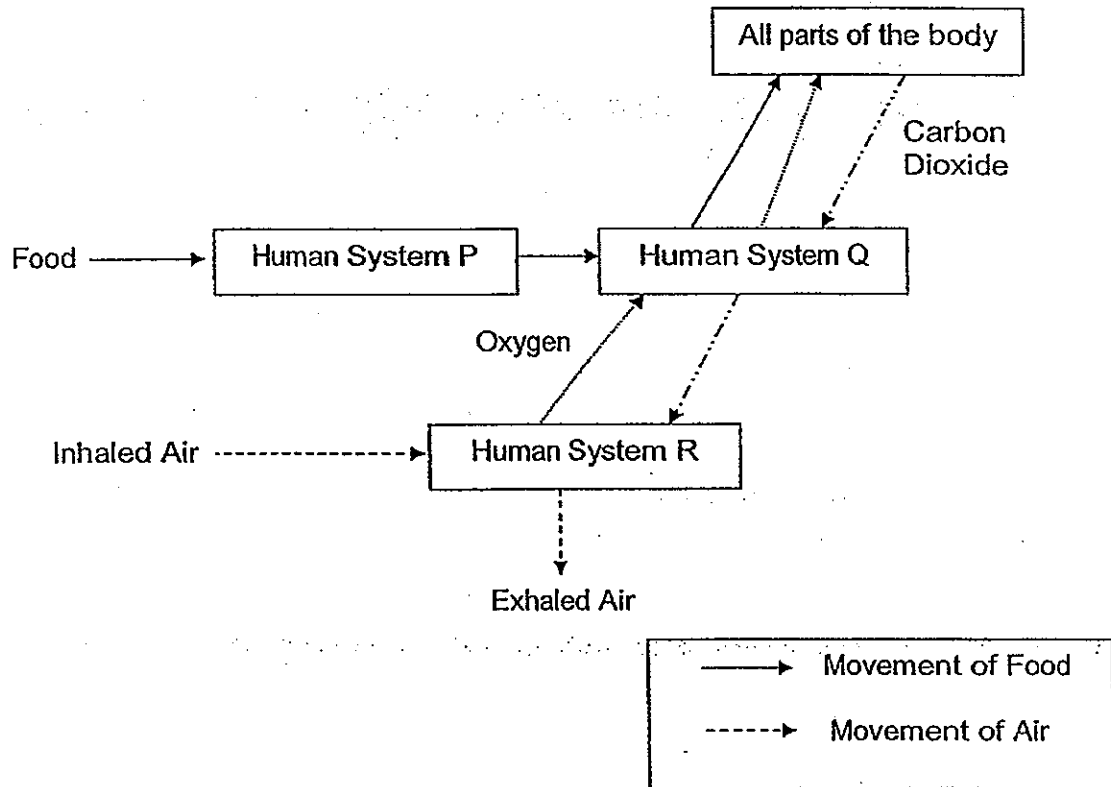 All parts of the body
Carbon
Dioxide
Food
Human System P
Human System Q
Oxygen
Inhaled Air
Human System R
Exhaled Air
Movement of Food
Movement of Air